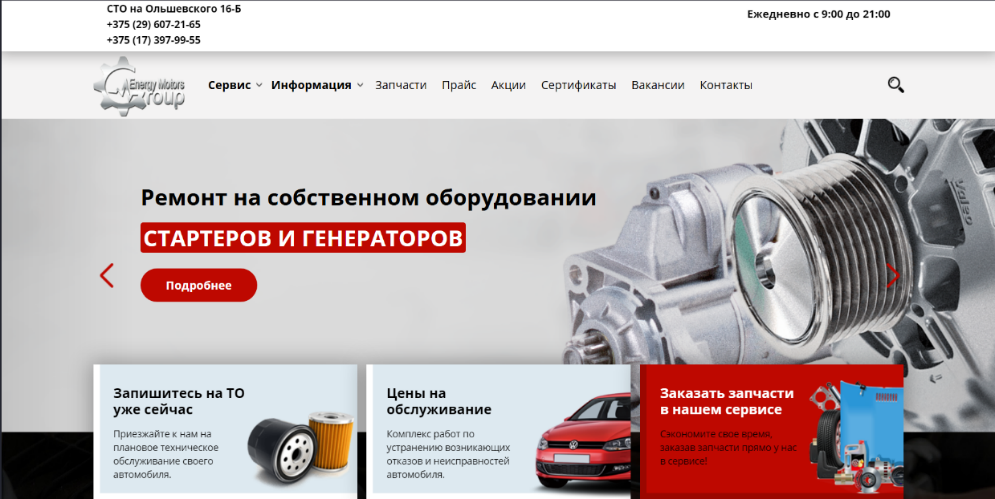 СТО на Ольшевского 16-Б
+375 (29) 607-21-65
+375 (17) 397-99-55
Ежедневно с 9:00 до 21:00
Energy Motors
Group
Сервис Информация Запчасти Прайс Акции Сертификаты Вакансии Контакты
Ремонт на собственном оборудовании
СТАРТЕРОВ И ГЕНЕРАТОРОВ
Подробнее
Valeo
Запишитесь на ТО
уже сейчас
Приезжайте к нам на
плановое техническое
обслуживание своего
автомобиля.
Цены на
обслуживание
Комплекс работ по
устранению возникающих
отказов и неисправностей
автомобиля.
Заказать запчасти
в нашем сервисе
Сэкономите свое время,
заказав запчасти прямо у нас
в сервисе!